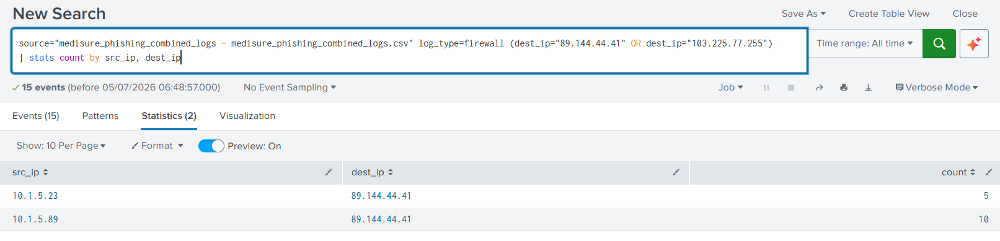 New Search
Save As Create Table View Close
source="medisure_phishing_combined_logs - medisure_phishing_combined_logs.csv" log_type=firewall (dest_ip="89.144.44.41" OR dest_ip="103.225.77.255")
| stats count by src_ip, dest_ip
Time range: All time
15 events (before 05/07/2026 06:48:57.000) No Event Sampling Job Verbose Mode
Events (15) Patterns Statistics (2) Visualization
Show: 10 Per Page Format Preview: On
src_ip dest_ip count
10.1.5.23 89.144.44.41 5
10.1.5.89 89.144.44.41 10